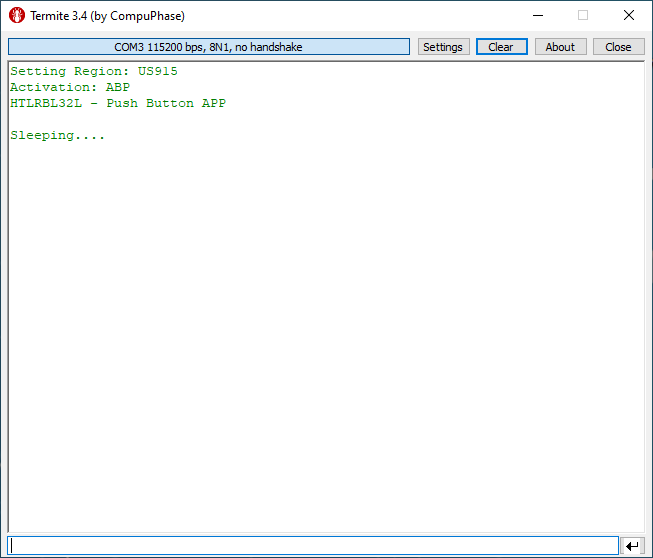 Termite 3.4 (by CompuPhase)
COM3 115200 bps, 8N1, no handshake
Settings
Clear
About
Close
Setting Region: US915
Activation: ABP
HTLRBL32L - Push Button APP
Sleeping....